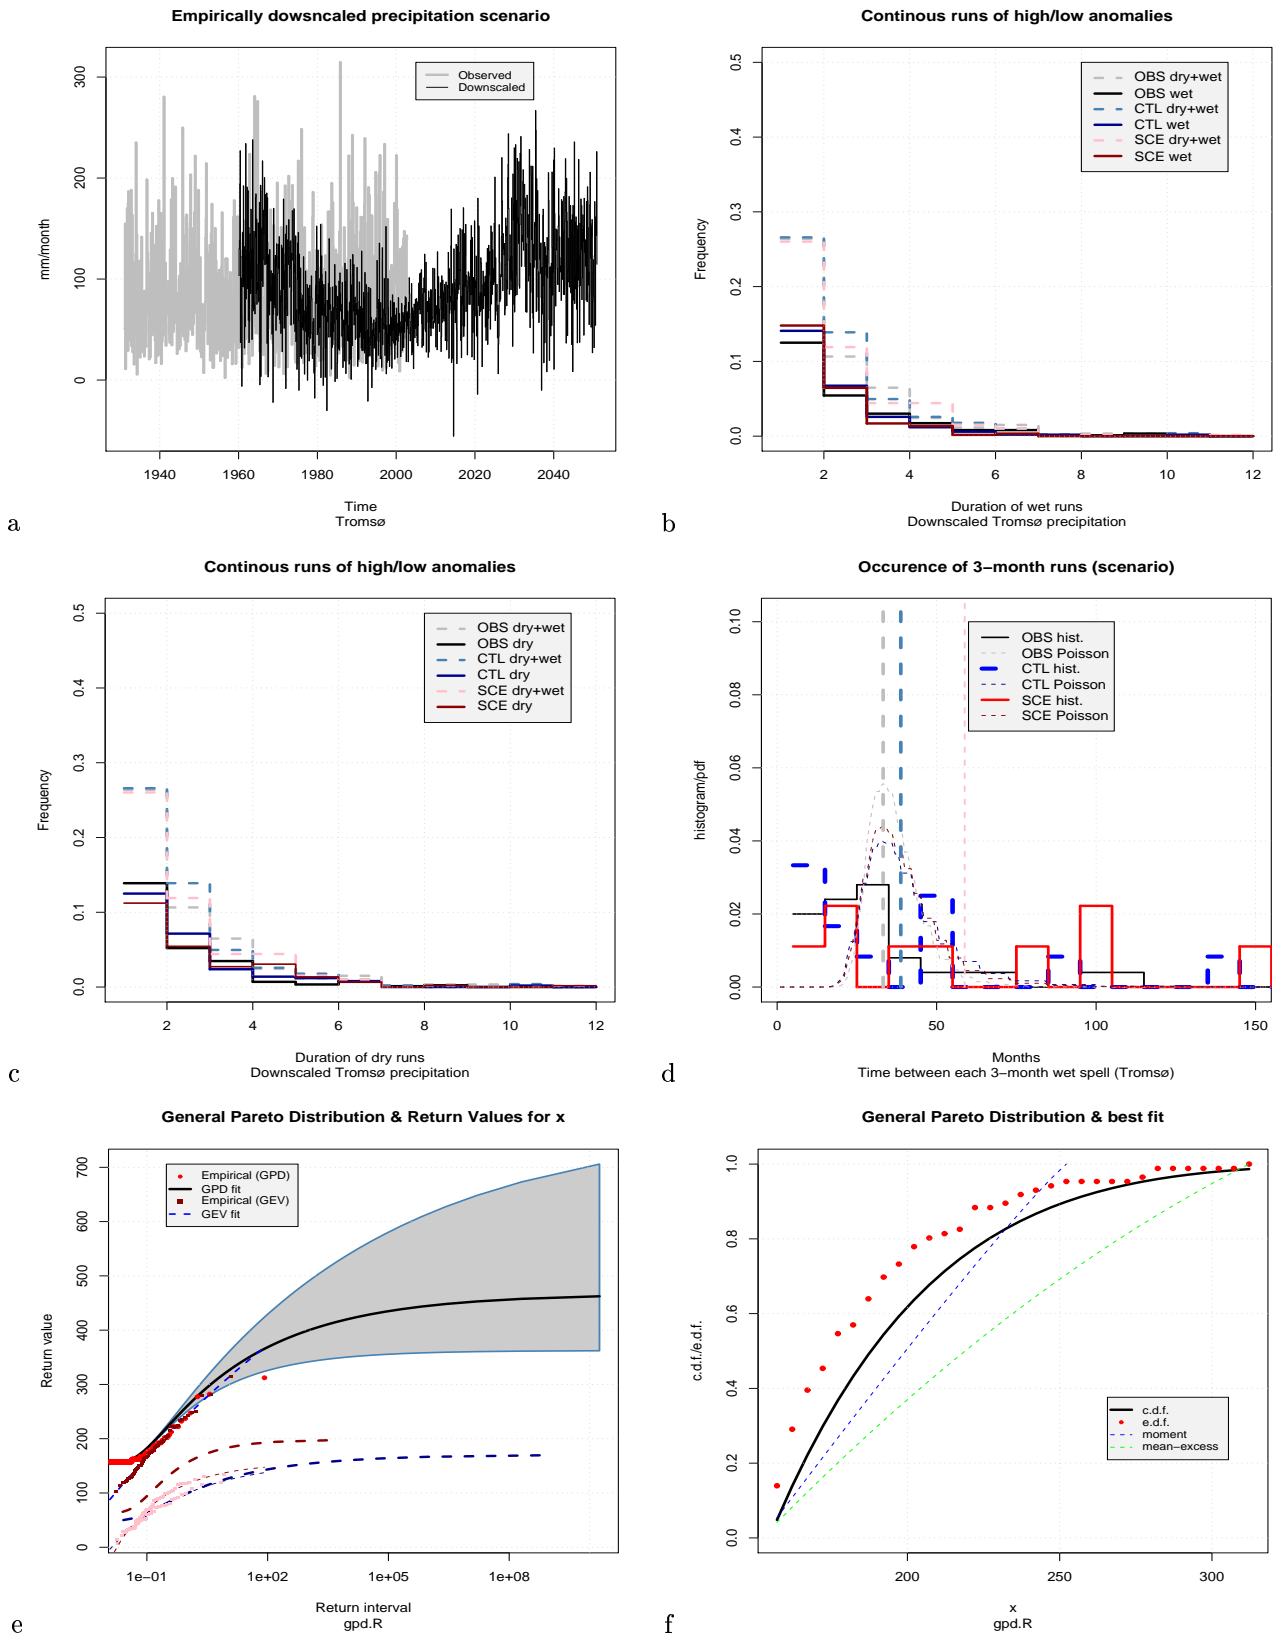 Empirically dowsncaled precipitation scenario
300
200
100
0
mm/month
Observed
Downscaled
1940
1960
1980
2000
2020
2040
Time
Tromsø
a
Continous runs of high/low anomalies
0.5
0.4
0.3
0.2
0.1
0.0
Frequency
OBS dry+wet
OBS wet
CTL dry+wet
CTL wet
SCE dry+wet
SCE wet
2
4
6
8
10
12
Duration of wet runs
Downscaled Tromsø precipitation
b
Continous runs of high/low anomalies
0.5
0.4
0.3
0.2
0.1
0.0
Frequency
OBS dry+wet
OBS dry
CTL dry+wet
CTL dry
SCE dry+wet
SCE dry
2
4
6
8
10
12
Duration of dry runs
Downscaled Tromsø precipitation
c
Occurence of 3−month runs (scenario)
0.10
0.08
0.06
0.04
0.02
0.00
histogram/pdf
OBS hist.
OBS Poisson
CTL hist.
CTL Poisson
SCE hist.
SCE Poisson
0
50
100
150
Months
Time between each 3−month wet spell (Tromsø)
d
General Pareto Distribution & Return Values for x
700
600
500
400
300
200
100
0
Return value
Empirical (GPD)
GPD fit
Empirical (GEV)
GEV fit
1e−01
1e+02
1e+05
1e+08
Return interval
gpd.R
e
General Pareto Distribution & best fit
1.0
0.8
0.6
0.4
0.2
0.0
c.d.f./e.d.f.
c.d.f.
e.d.f.
moment
mean−excess
200
250
300
x
gpd.R
f